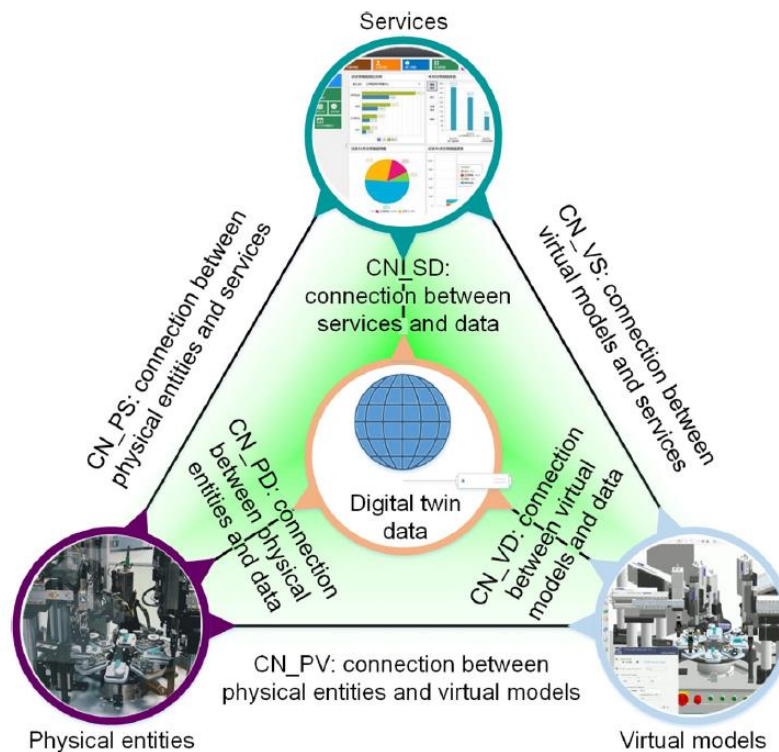 Services
CN_PS: connection between
physical entities and services
CN_VS: connection between
virtual models and services
CN_SD:
connection between
services and data
CN_PD: connection
between physical
entities and data
Digital twin
data
CN_VD: connection
between virtual
models and data
CN_PV: connection between
physical entities and virtual models
Physical entities
Virtual models